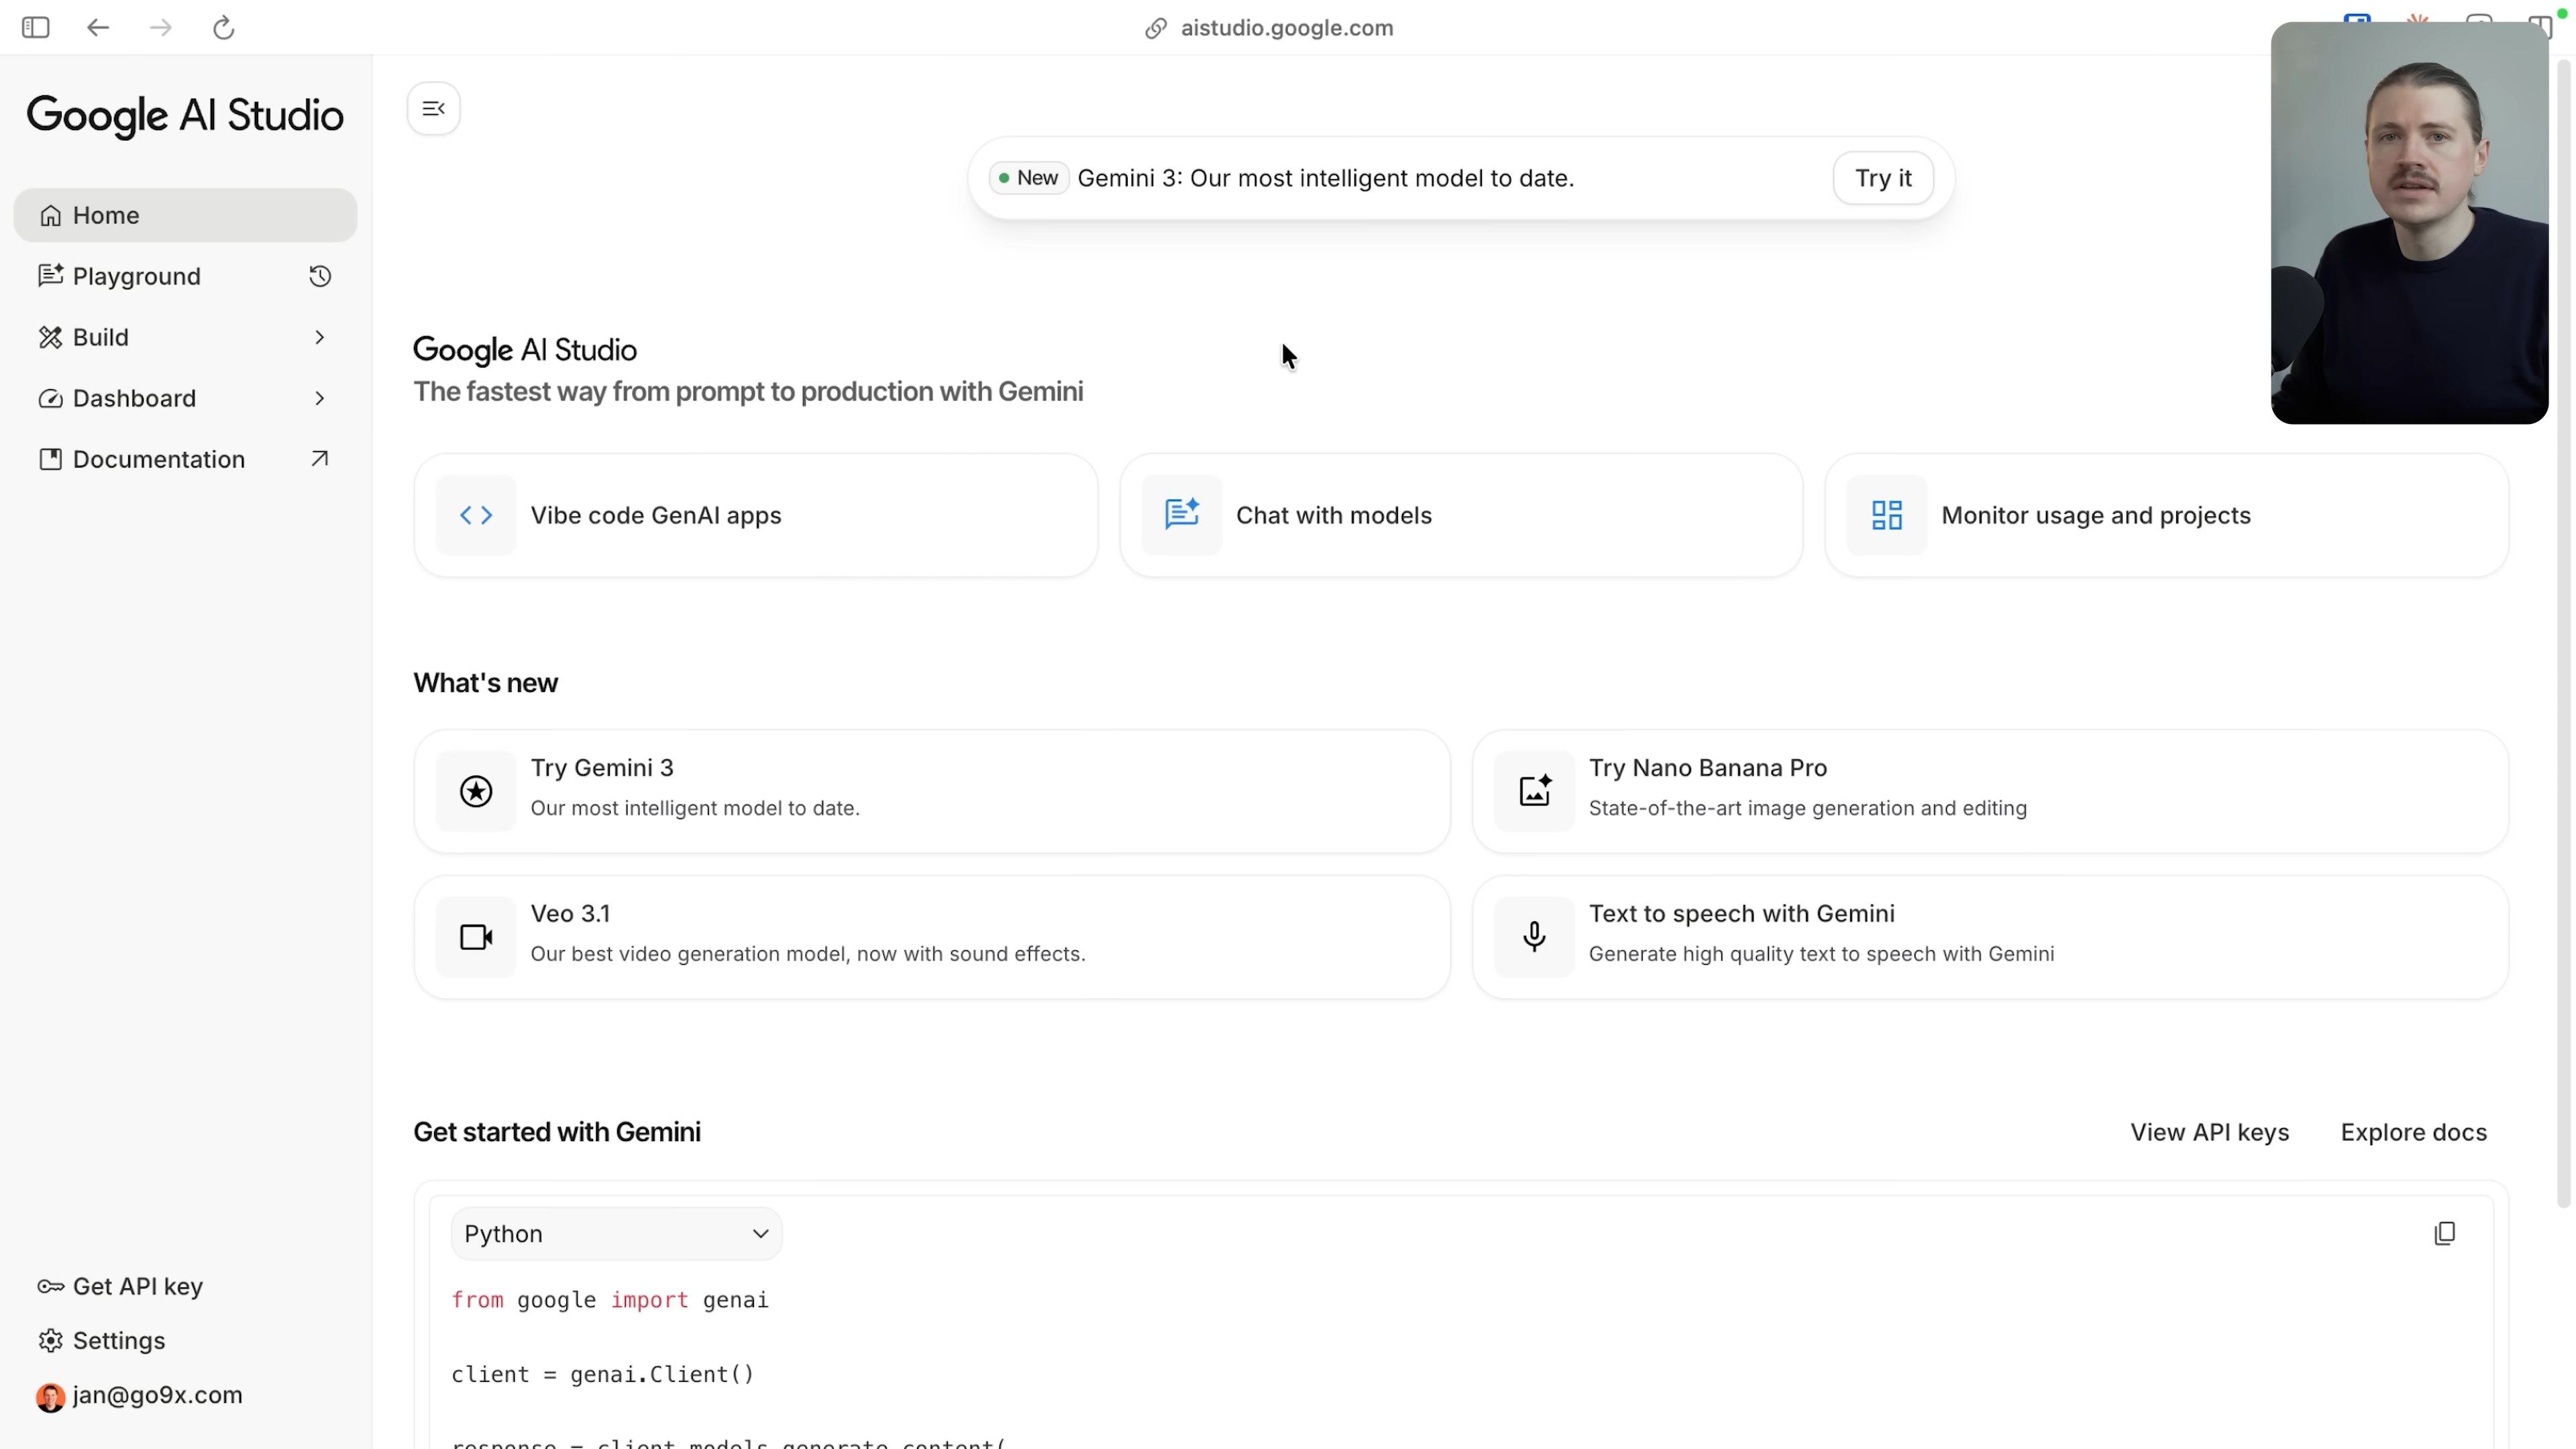 aistudio.google.com
Google AI Studio
Home
Playground
Build
Dashboard
Documentation
Get API key
Settings
jan@go9x.com
New Gemini 3: Our most intelligent model to date. Try it
Google AI Studio
The fastest way from prompt to production with Gemini
Vibe code GenAI apps
Chat with models
Monitor usage and projects
What's new
Try Gemini 3
Our most intelligent model to date.
Try Nano Banana Pro
State-of-the-art image generation and editing
Veo 3.1
Our best video generation model, now with sound effects.
Text to speech with Gemini
Generate high quality text to speech with Gemini
Get started with Gemini
View API keys
Explore docs
Python
from google import genai
client = genai.Client()
response = client.models.generate_content(